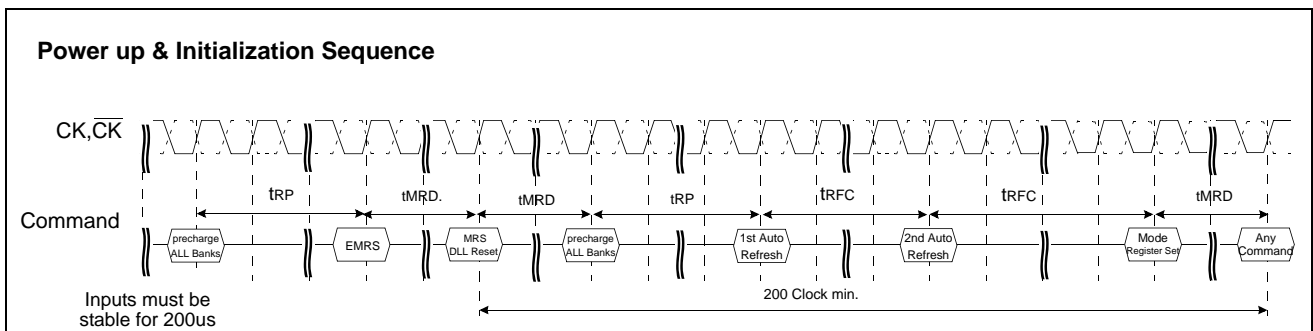 Power up & Initialization Sequence
CK,CK
tRP
tMRD.
tMRD
tRP
tRFC
tRFC
tMRD
Command
precharge
ALL Banks
EMRS
MRS
DLL Reset
precharge
ALL Banks
1st Auto
Refresh
2nd Auto
Refresh
Mode
Register Set
Any
Command
200 Clock min.
Inputs must be
stable for 200us